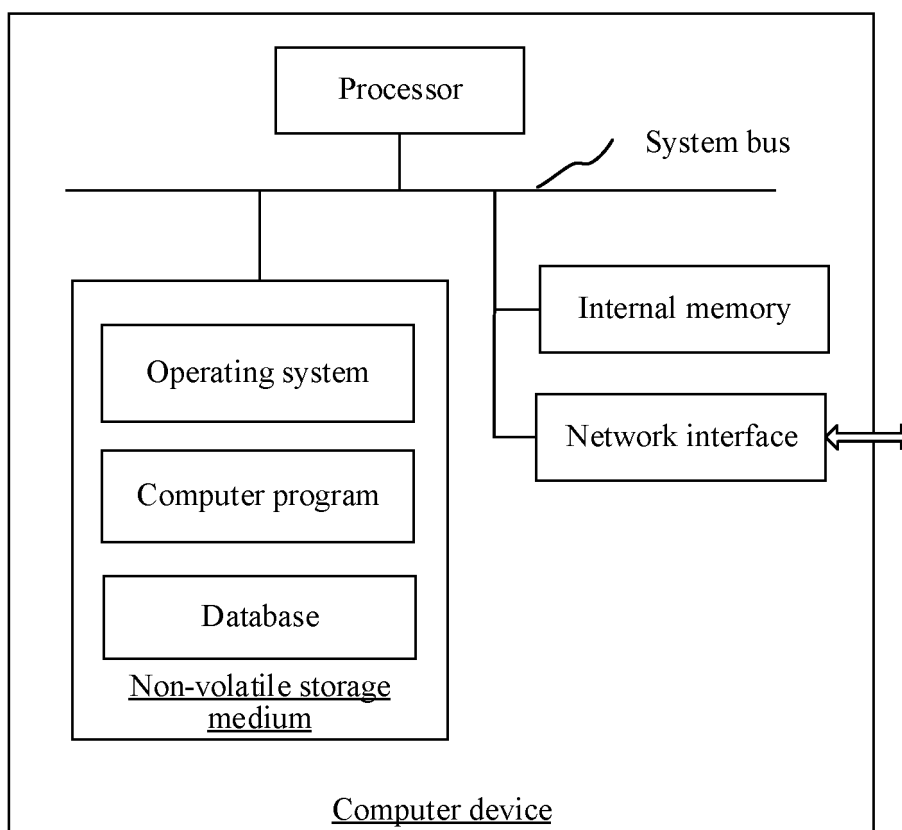 Processor
System bus
Internal memory
Operating system
Network interface
Computer program
Database
Non-volatile storage
medium
Computer device